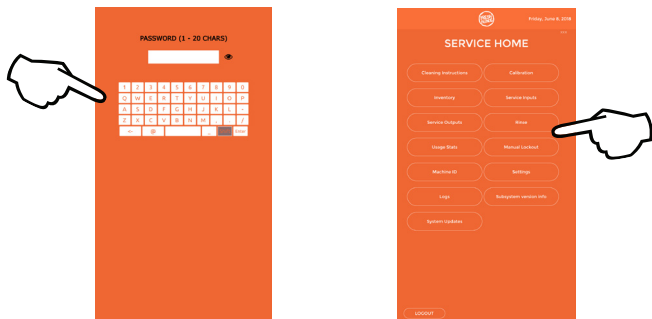 PASSWORD (1 - 20 CHARS)
1 2 3 4 5 6 7 8 9 0
Q W E R T Y U I O P
A S D F G H J K L -
Z X C V B N M . : /
@ _
Friday, June 8, 2018
SERVICE HOME
Cleaning Instructions Calibration
Inventory Service Inputs
Service Outputs Rinse
Usage Stats Manual Lockout
Machine ID Settings
Logs Subsystem version info
System Updates
LOGOUT